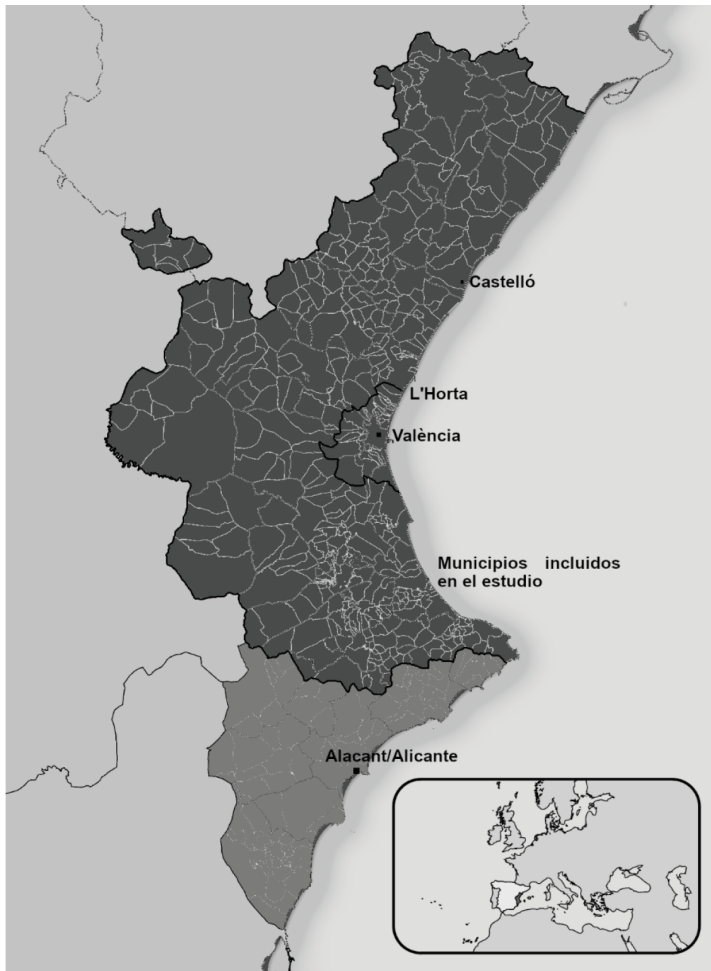 Castelló
L'Horta
València
Municipios incluidos
en el estudio
Alacant/Alicante